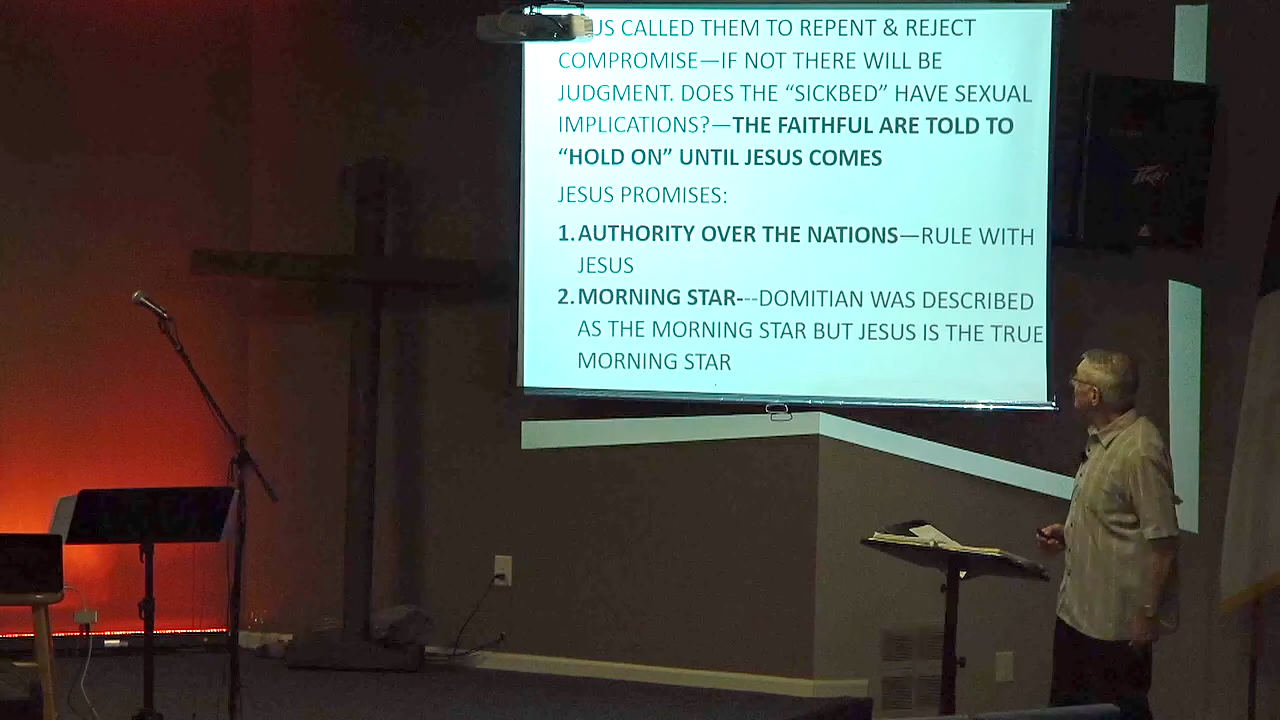 US CALLED THEM TO REPENT & REJECT
COMPROMISE—IF NOT THERE WILL BE
JUDGMENT. DOES THE “SICKBED” HAVE SEXUAL
IMPLICATIONS?—THE FAITHFUL ARE TOLD TO
“HOLD ON” UNTIL JESUS COMES
JESUS PROMISES:
1. AUTHORITY OVER THE NATIONS—RULE WITH
JESUS
2. MORNING STAR---DOMITIAN WAS DESCRIBED
AS THE MORNING STAR BUT JESUS IS THE TRUE
MORNING STAR
PEAVEY